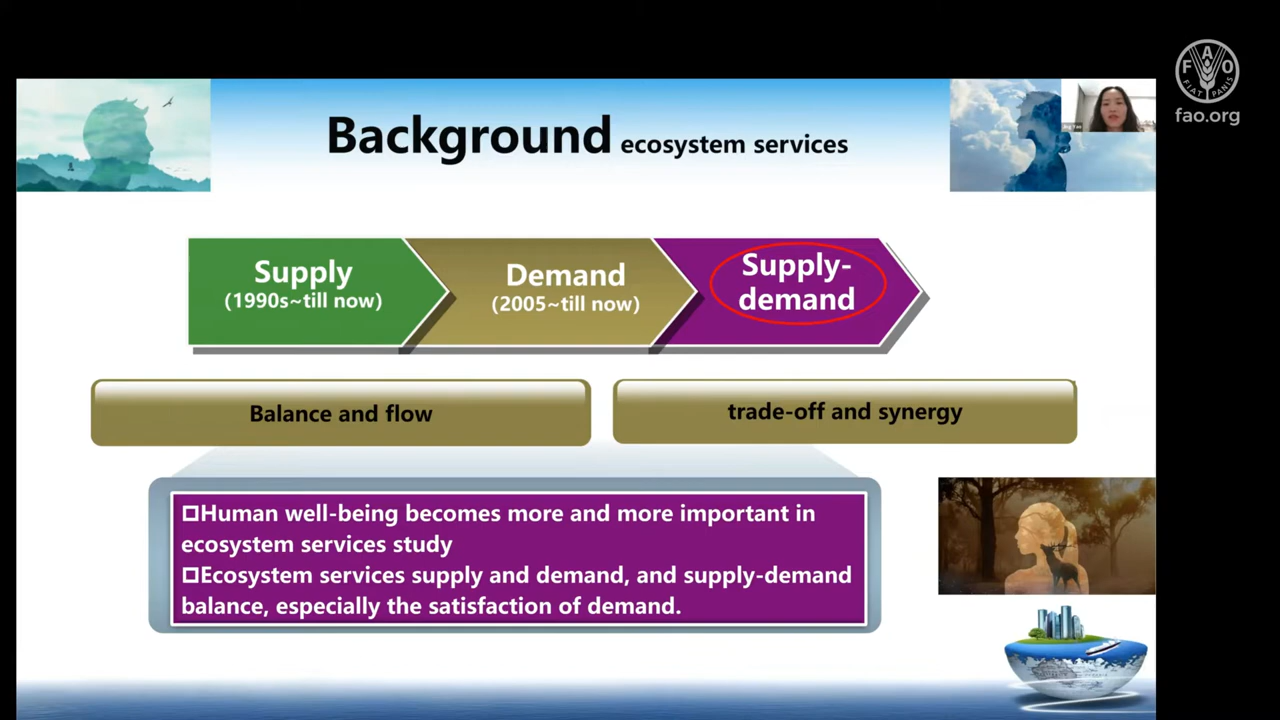 FAO
FIAT PANIS
fao.org
Background ecosystem services
Supply
(1990s~till now)
Demand
(2005~till now)
Supply-
demand
Balance and flow
trade-off and synergy
□Human well-being becomes more and more important in
ecosystem services study
□Ecosystem services supply and demand, and supply-demand
balance, especially the satisfaction of demand.